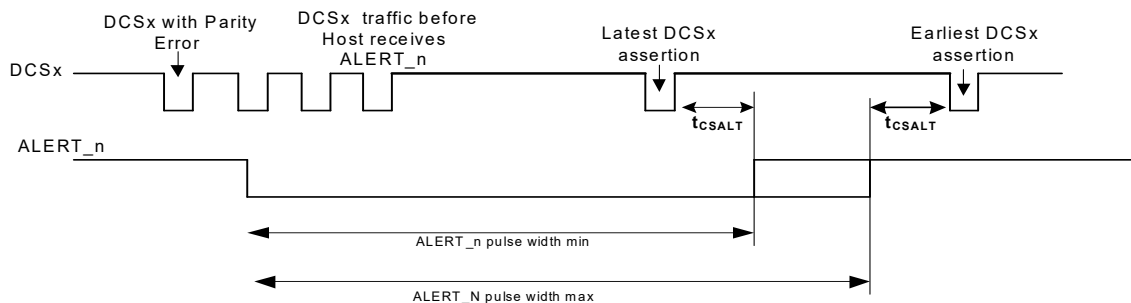 DCSx with Parity
Error
DCSx traffic before
Host receives
ALERT_n
Latest DCSx
assertion
Earliest DCSx
assertion
DCSx
tCSALT
tCSALT
ALERT_n
ALERT_n pulse width min
ALERT_N pulse width max